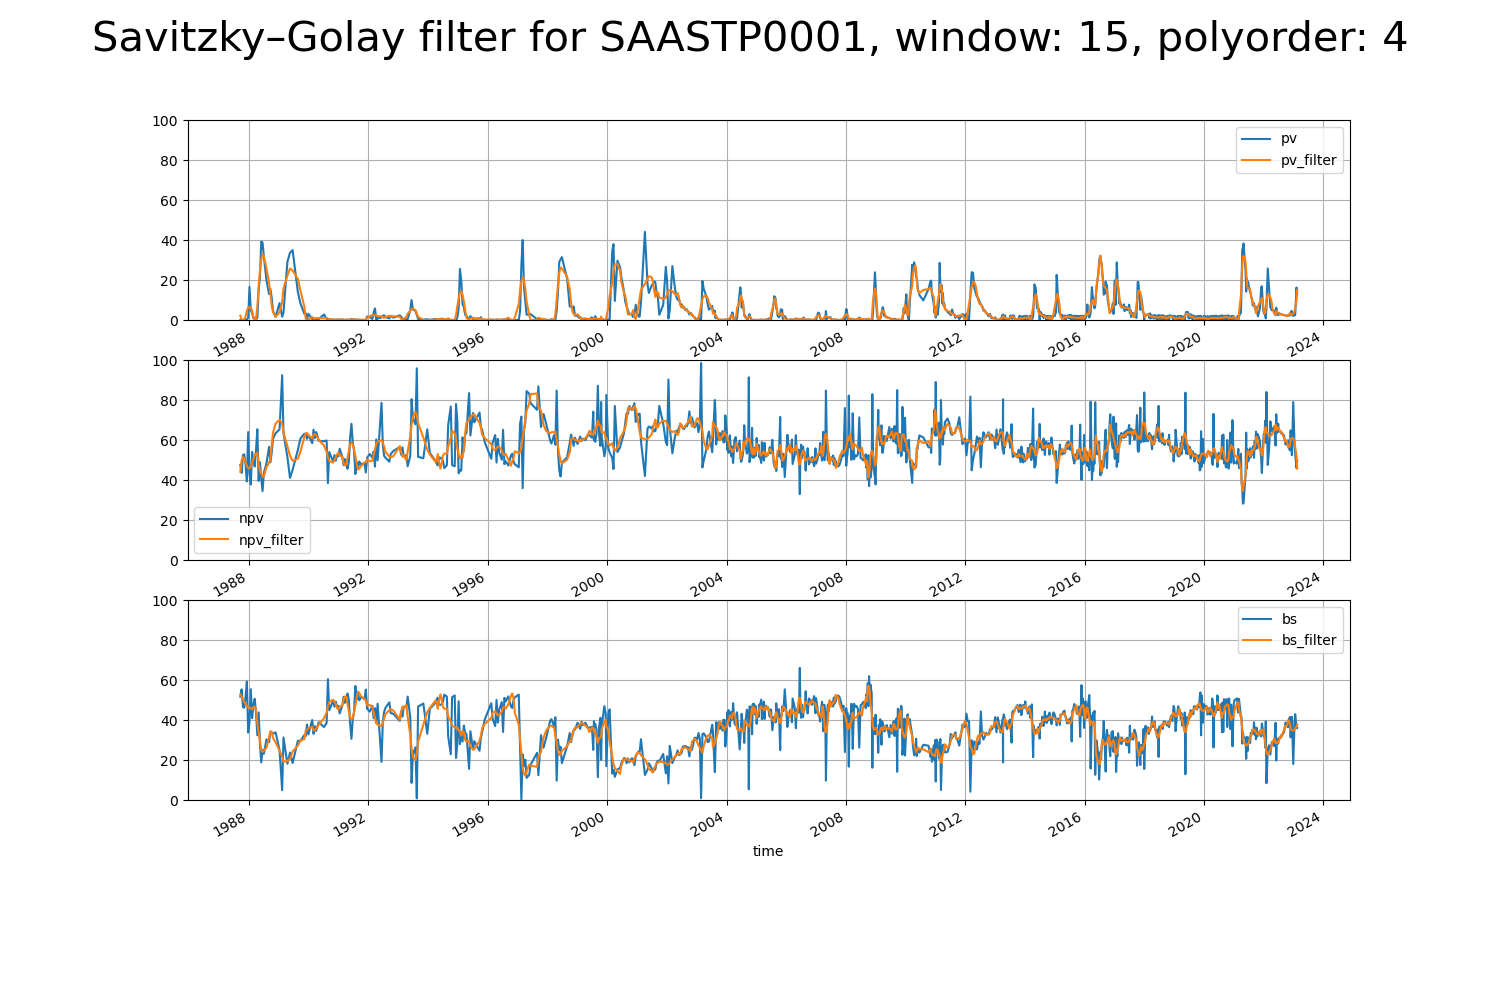 Savitzky–Golay filter for SAASTP0001, window: 15, polyorder: 4
100
80
60
40
20
0
pv
pv_filter
1988 1992 1996 2000 2004 2008 2012 2016 2020 2024
100
80
60
40
20
0
npv
npv_filter
1988 1992 1996 2000 2004 2008 2012 2016 2020 2024
100
80
60
40
20
0
bs
bs_filter
1988 1992 1996 2000 2004 2008 2012 2016 2020 2024
time